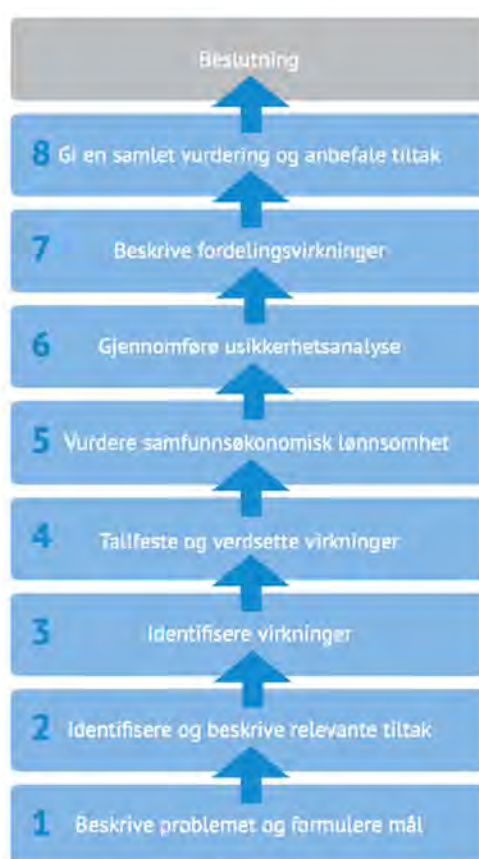 Beslutning
8 Gi en samlet vurdering og anbefale tiltak
7 Beskrive fordelingsvirkninger
6 Gjennomføre usikkerhetsanalyse
5 Vurdere samfunnsøkonomisk lønnsomhet
4 Tallfeste og verdsette virkninger
3 Identifisere virkninger
2 Identifisere og beskrive relevante tiltak
1 Beskrive problemet og formulere mål